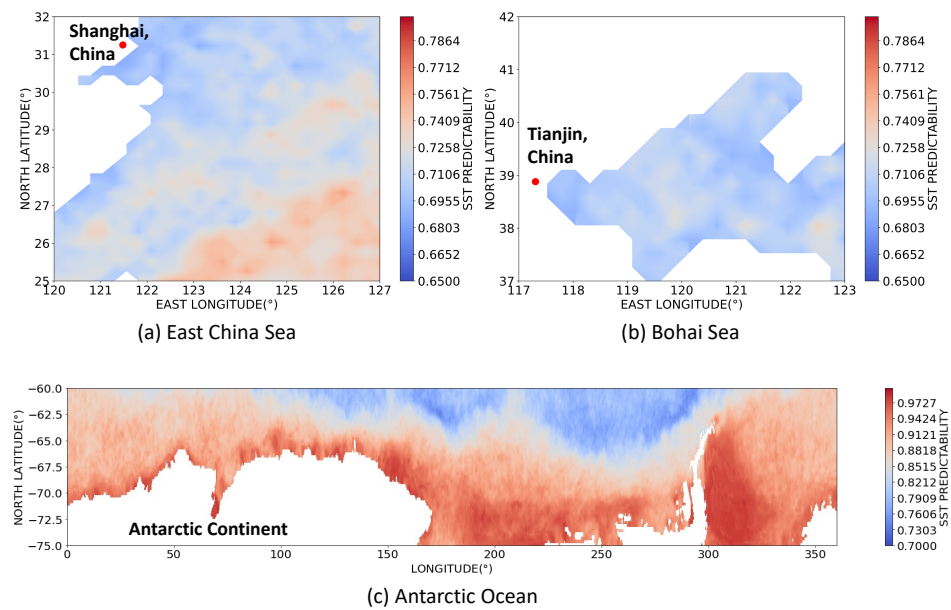 32
31
30
29
28
27
26
25
NORTH LATITUDE(°)
Shanghai,
China
120 121 122 123 124 125 126 127
EAST LONGITUDE(°)
0.7864
0.7712
0.7561
0.7409
0.7258
0.7106
0.6955
0.6803
0.6652
0.6500
SST PREDICTABILITY
(a) East China Sea
42
41
40
39
38
37
NORTH LATITUDE(°)
Tianjin,
China
117 118 119 120 121 122 123
EAST LONGITUDE(°)
0.7864
0.7712
0.7561
0.7409
0.7258
0.7106
0.6955
0.6803
0.6652
0.6500
SST PREDICTABILITY
(b) Bohai Sea
−60.0
−62.5
−65.0
−67.5
−70.0
−72.5
−75.0
NORTH LATITUDE(°)
Antarctic Continent
0 50 100 150 200 250 300 350
LONGITUDE(°)
0.9727
0.9424
0.9121
0.8818
0.8515
0.8212
0.7909
0.7606
0.7303
0.7000
SST PREDICTABILITY
(c) Antarctic Ocean